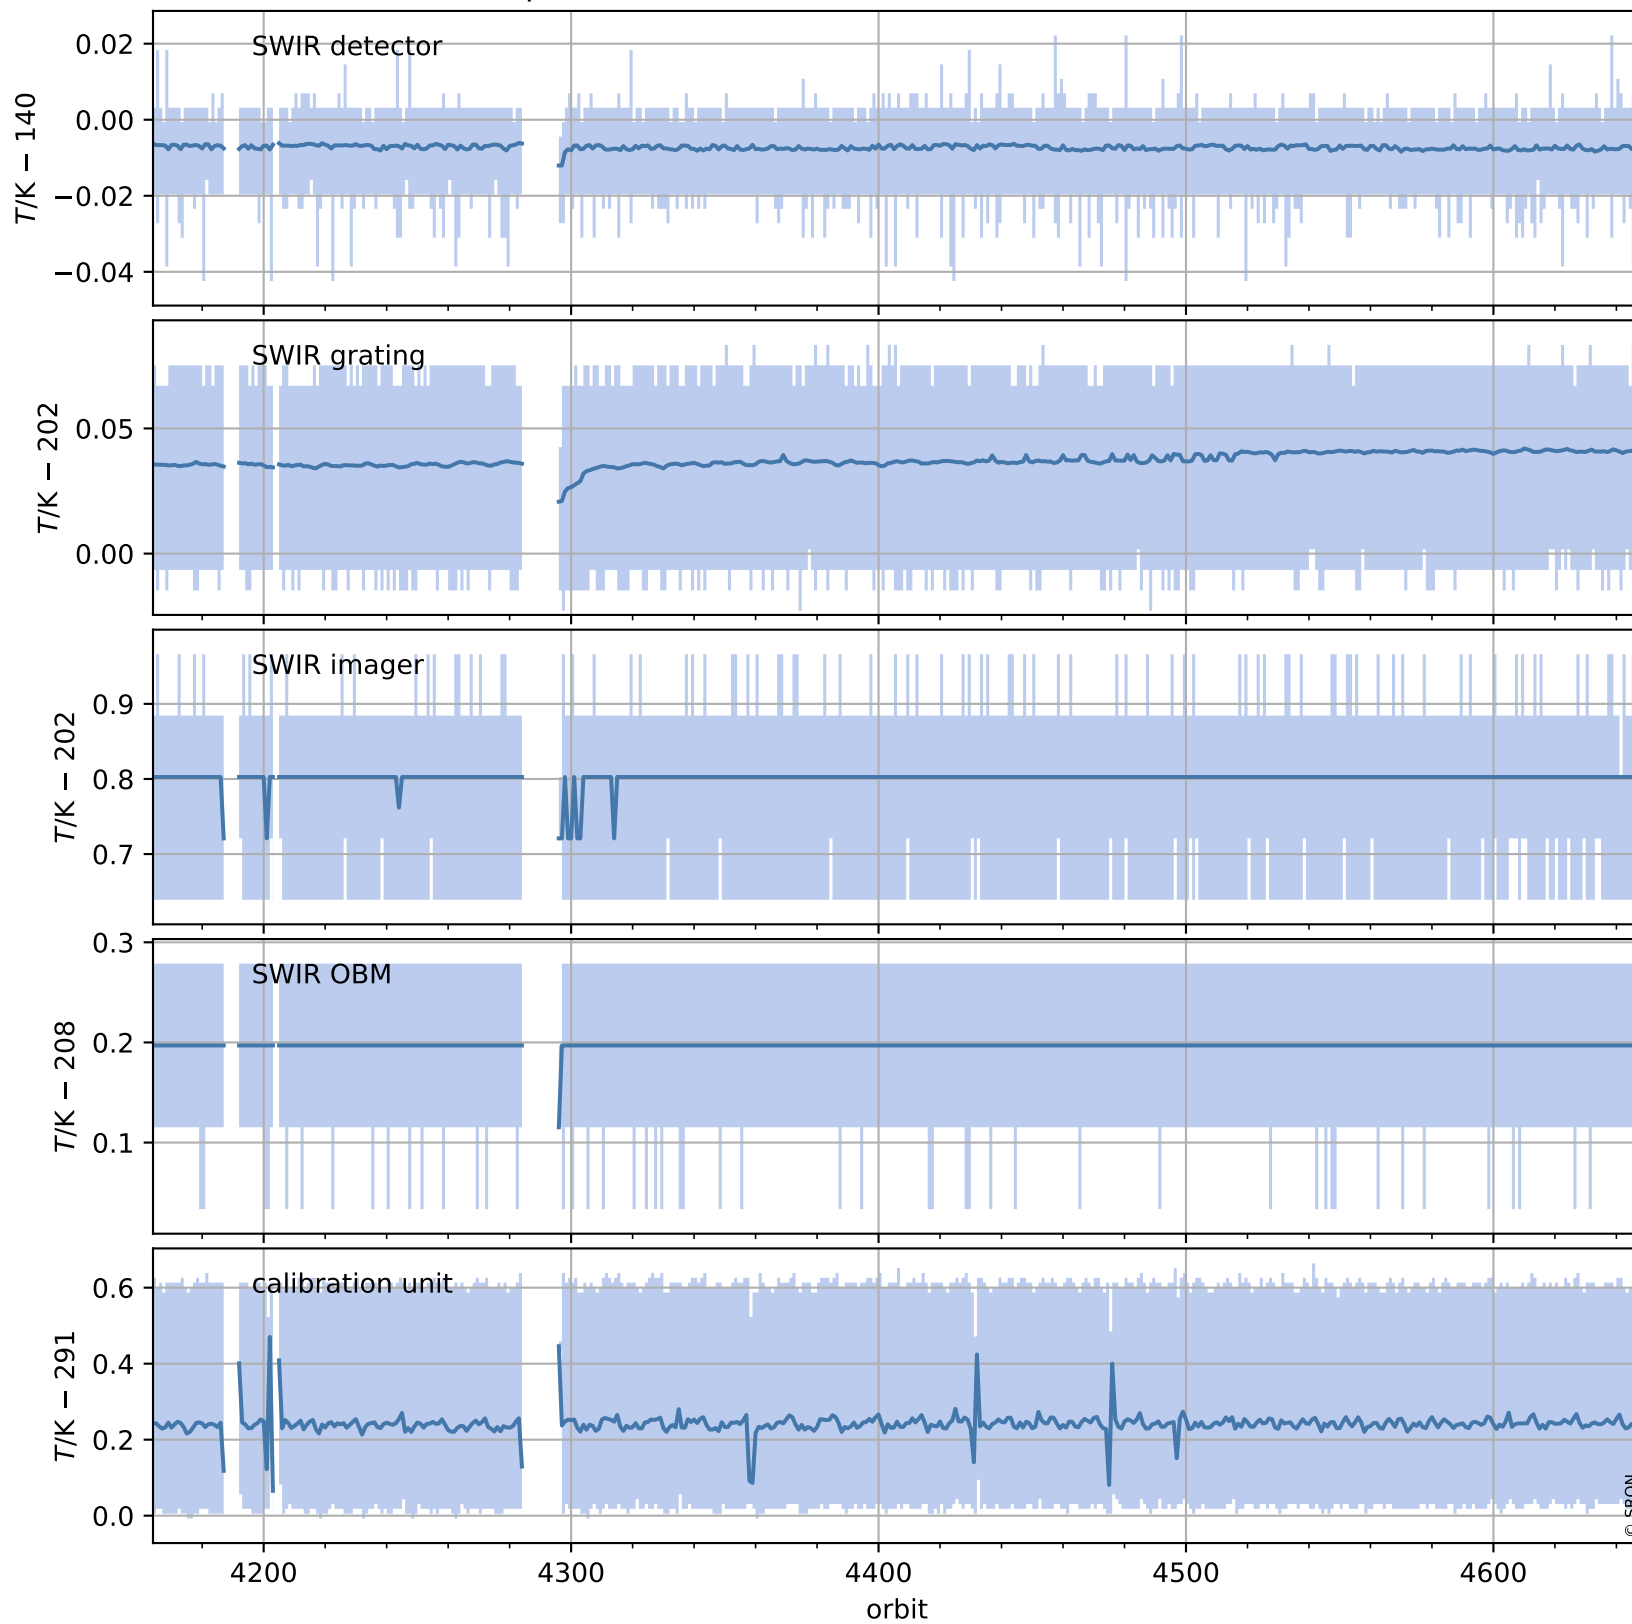 SWIR detector
0.02
0.00
−0.02
−0.04
T/K − 140
SWIR grating
0.05
0.00
T/K − 202
SWIR imager
0.9
0.8
0.7
T/K − 202
SWIR OBM
0.3
0.2
0.1
T/K − 208
calibration unit
0.6
0.4
0.2
0.0
T/K − 291
4200 4300 4400 4500 4600
orbit
© SRON